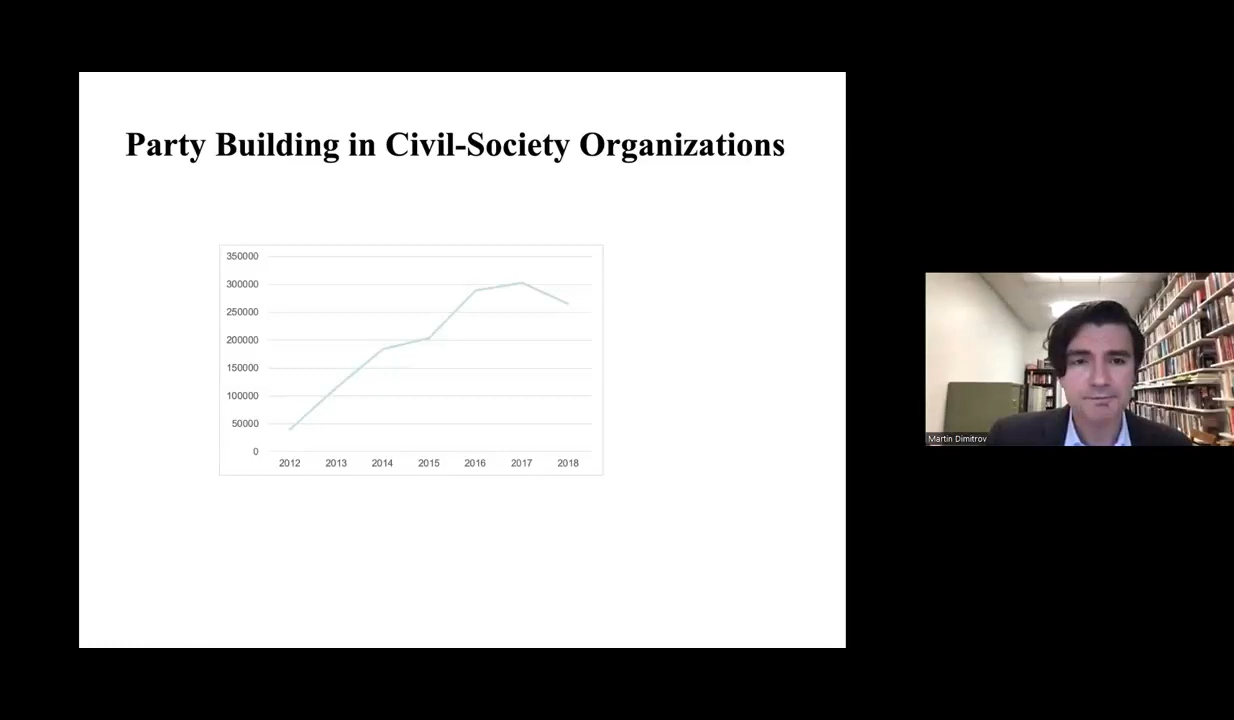 Party Building in Civil-Society Organizations
350000
300000
250000
200000
150000
100000
50000
0
2012 2013 2014 2015 2016 2017 2018
Martin Dimitrov